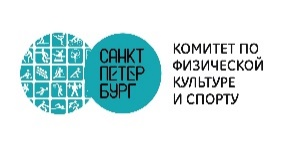 САНКТ
ПЕТЕР
БУРГ
КОМИТЕТ ПО
ФИЗИЧЕСКОЙ
КУЛЬТУРЕ
И СПОРТУ